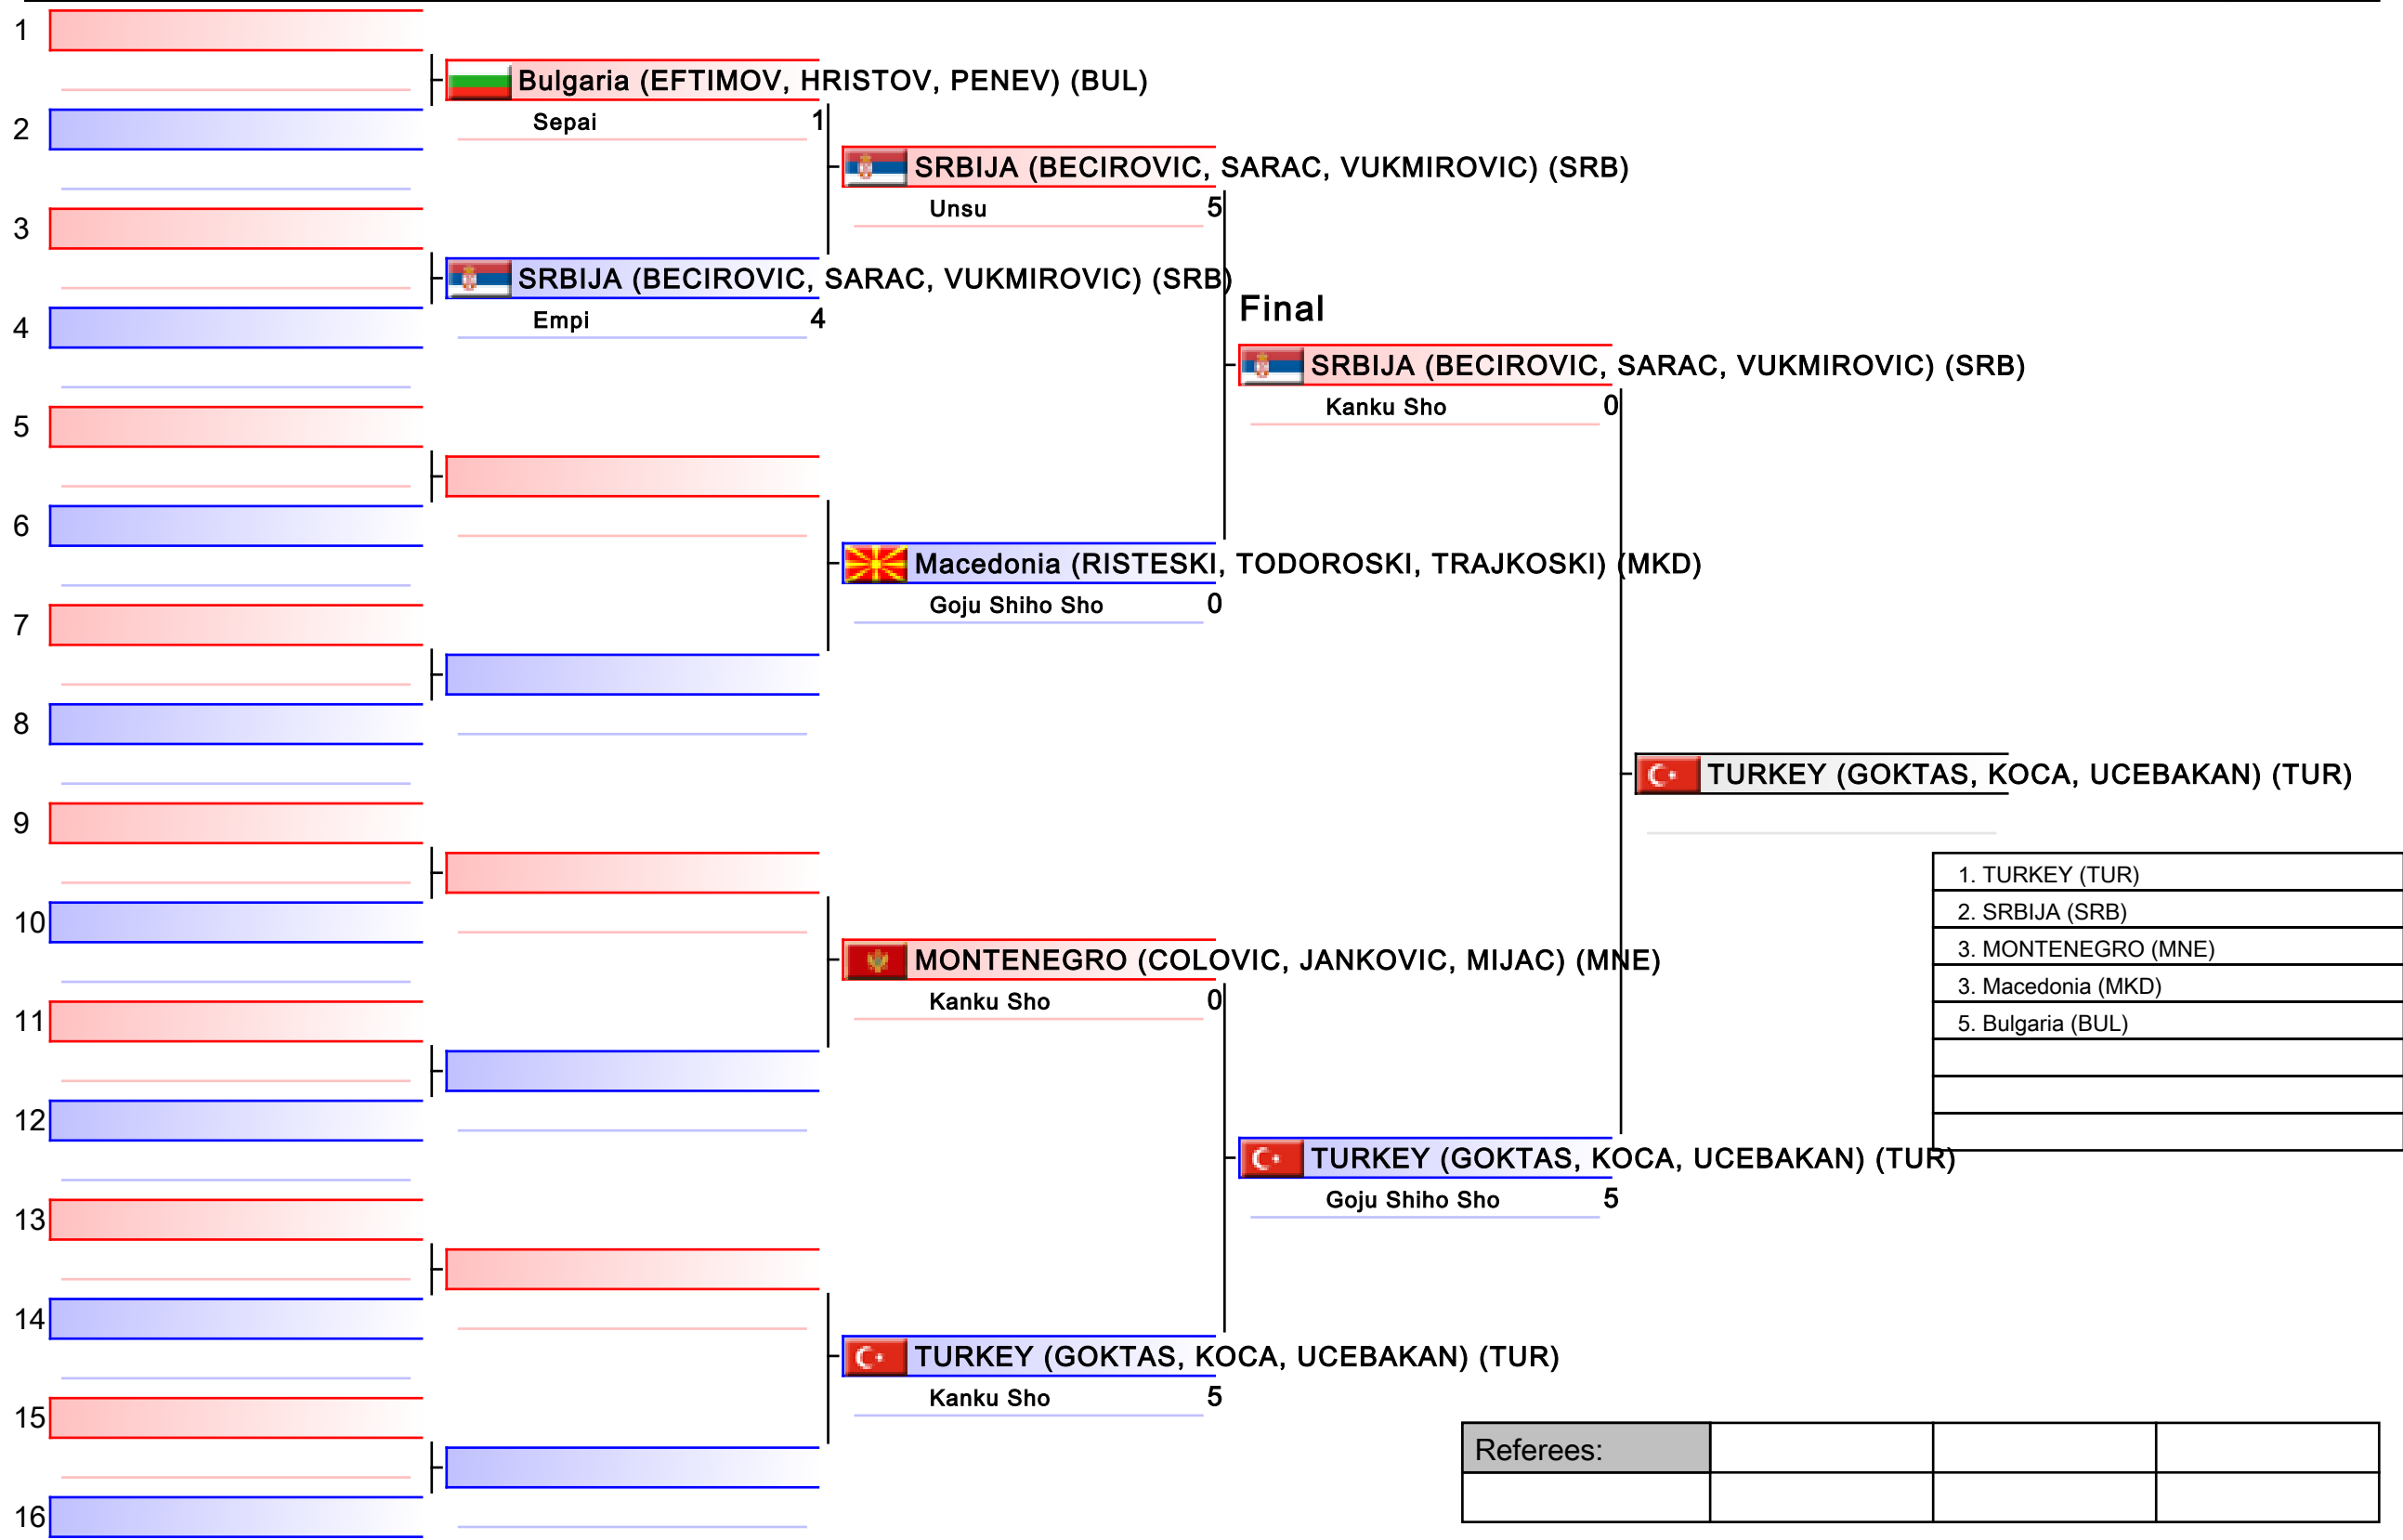 1
Bulgaria (EFTIMOV, HRISTOV, PENEV) (BUL)
Sepai 1
2
SRBIJA (BECIROVIC, SARAC, VUKMIROVIC) (SRB)
Unsu 5
3
SRBIJA (BECIROVIC, SARAC, VUKMIROVIC) (SRB)
Empi 4
4
Final
SRBIJA (BECIROVIC, SARAC, VUKMIROVIC) (SRB)
Kanku Sho 0
5
6
Macedonia (RISTESKI, TODOROSKI, TRAJKOSKI) (MKD)
Goju Shiho Sho 0
7
8
TURKEY (GOKTAS, KOCA, UCEBAKAN) (TUR)
9
1. TURKEY (TUR)
2. SRBIJA (SRB)
3. MONTENEGRO (MNE)
3. Macedonia (MKD)
5. Bulgaria (BUL)
10
MONTENEGRO (COLOVIC, JANKOVIC, MIJAC) (MNE)
Kanku Sho 0
11
12
TURKEY (GOKTAS, KOCA, UCEBAKAN) (TUR)
Goju Shiho Sho 5
13
14
TURKEY (GOKTAS, KOCA, UCEBAKAN) (TUR)
Kanku Sho 5
15
Referees:
16